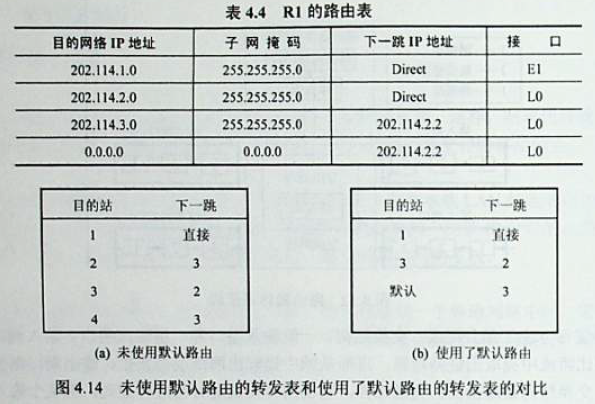 表 4.4 R1 的路由表
目的网络 IP 地址 子 网 掩 码 下一跳 IP 地址 接 口
202.114.1.0 255.255.255.0 Direct E1
202.114.2.0 255.255.255.0 Direct L0
202.114.3.0 255.255.255.0 202.114.2.2 L0
0.0.0.0 0.0.0.0 202.114.2.2 L0
目的站 下一跳
1 直接
2 3
3 2
4 3
(a) 未使用默认路由
目的站 下一跳
1 直接
3 2
默认 3
(b) 使用了默认路由
图 4.14 未使用默认路由的转发表和使用了默认路由的转发表的对比